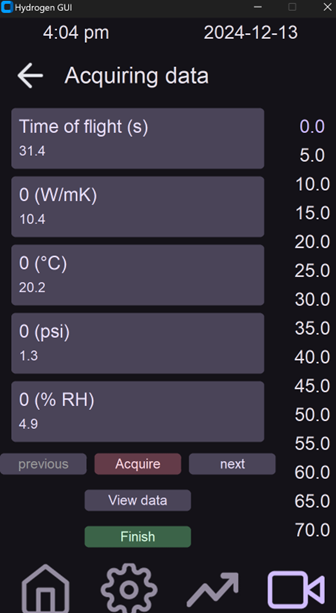 Hydrogen GUI
4:04 pm 2024-12-13
Acquiring data
Time of flight (s)
31.4
0 (W/mK)
10.4
0 (°C)
20.2
0 (psi)
1.3
0 (% RH)
4.9
0.0
5.0
10.0
15.0
20.0
25.0
30.0
35.0
40.0
45.0
50.0
55.0
60.0
65.0
70.0
previous Acquire next
View data
Finish